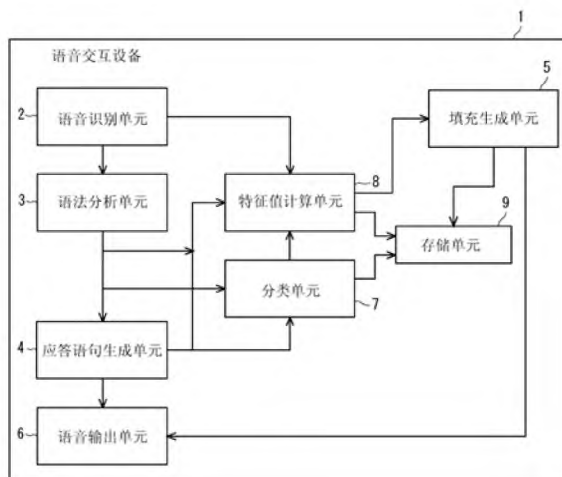 1
语音交互设备
5
2
语音识别单元
填充生成单元
8
3
语法分析单元
特征值计算单元
9
存储单元
分类单元
7
4
应答语句生成单元
6
语音输出单元